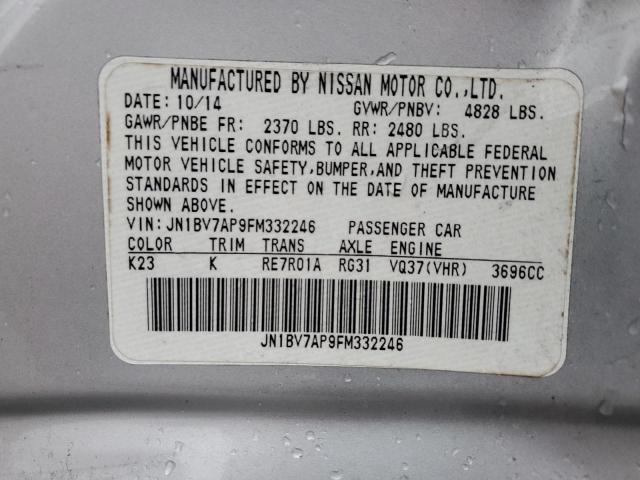 MANUFACTURED BY NISSAN MOTOR CO.,LTD.
DATE: 10/14 GVWR/PNBV: 4828 LBS.
GAWR/PNBE FR: 2370 LBS. RR: 2480 LBS.
THIS VEHICLE CONFORMS TO ALL APPLICABLE FEDERAL
MOTOR VEHICLE SAFETY,BUMPER,AND THEFT PREVENTION
STANDARDS IN EFFECT ON THE DATE OF MANUFACTURE
SHOWN ABOVE.
VIN: JN1BV7AP9FM332246 PASSENGER CAR
COLOR TRIM TRANS AXLE ENGINE
K23 K RE7R01A RG31 VQ37(VHR) 3696CC
JN1BV7AP9FM332246